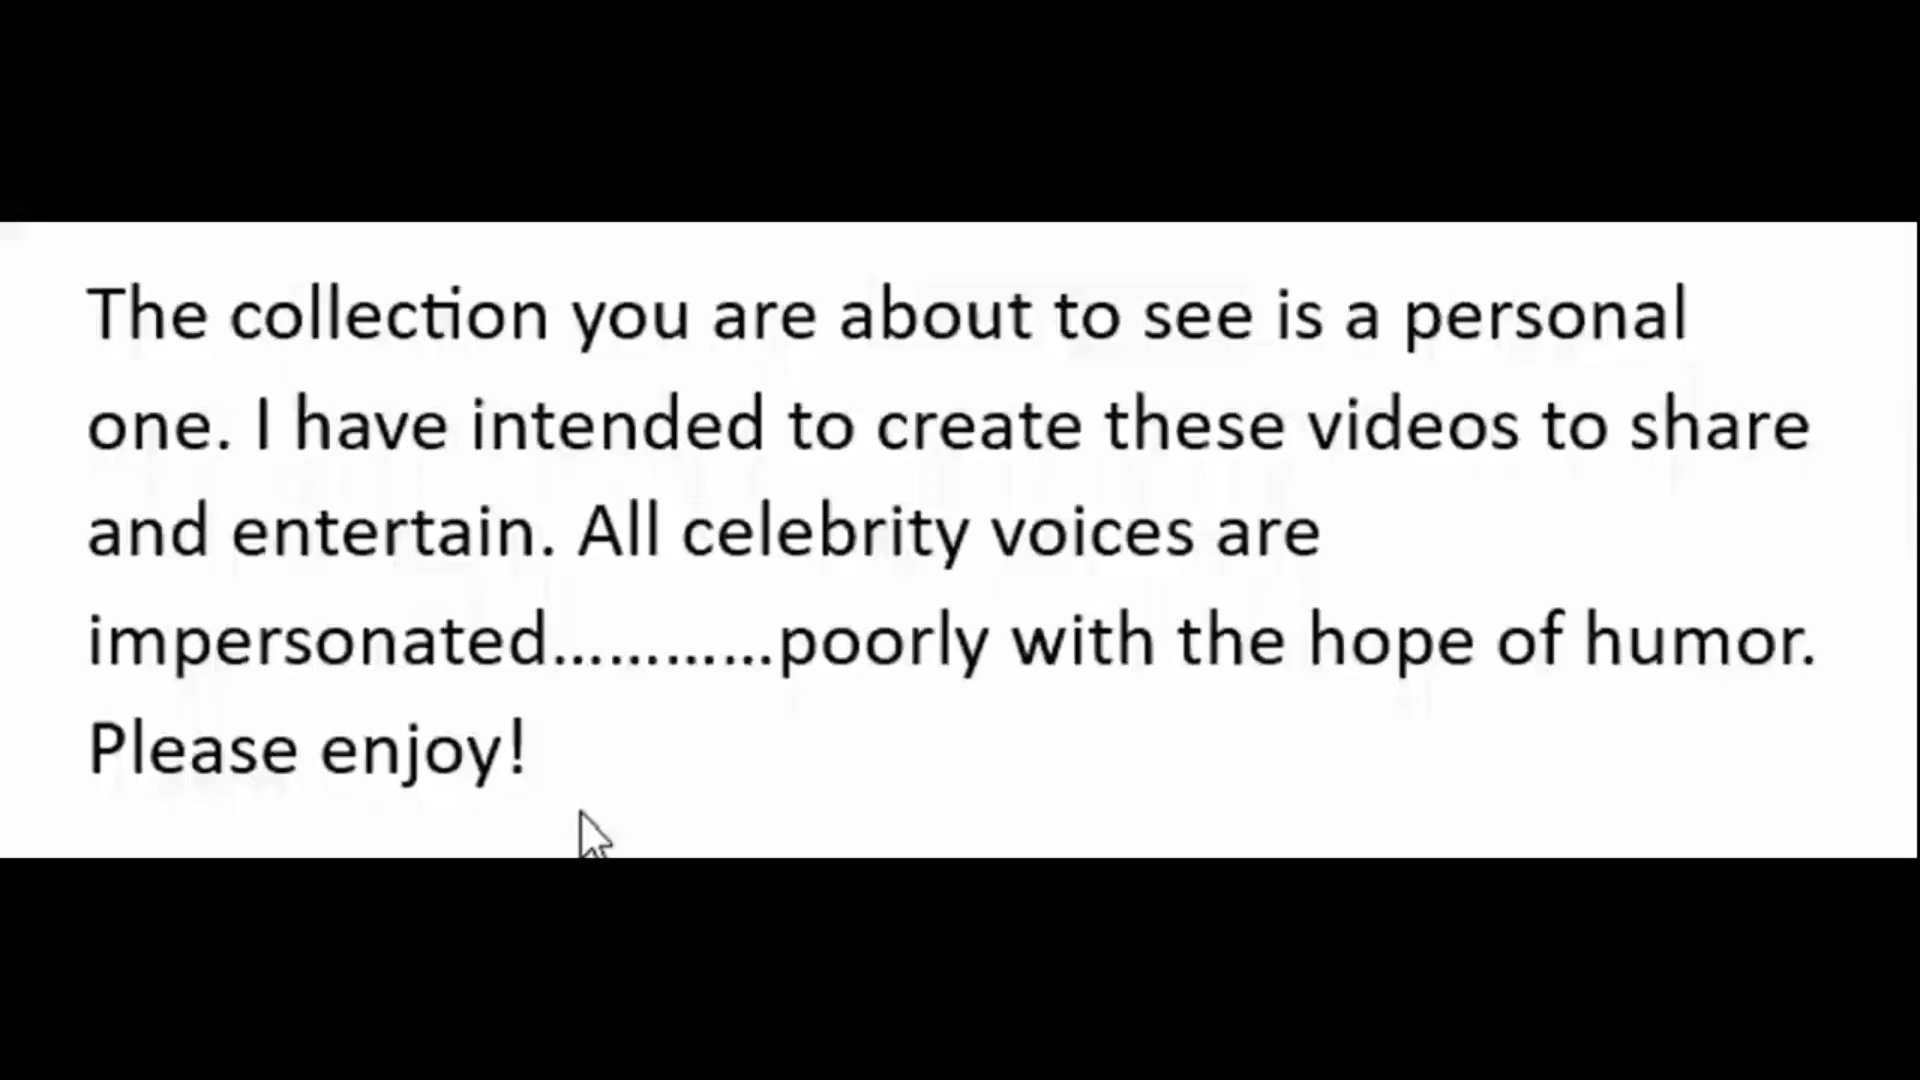 The collection you are about to see is a personal
one. I have intended to create these videos to share
and entertain. All celebrity voices are
impersonated............poorly with the hope of humor.
Please enjoy!